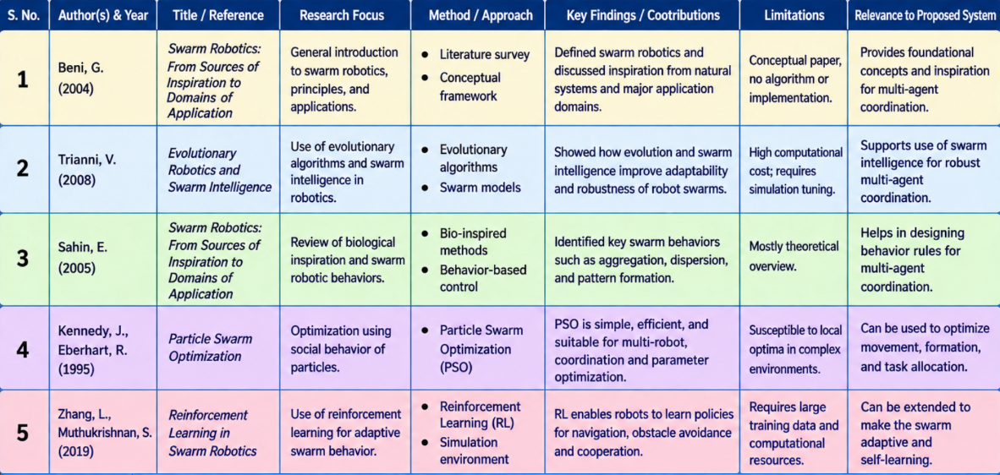 S. No.
Author(s) & Year
Title / Reference
Research Focus
Method / Approach
Key Findings / Cootributions
Limitations
Relevance to Proposed System
1
Beni, G.
(2004)
Swarm Robotics:
From Sources of
Inspiration to
Domains of
Application
General introduction
to swarm robotics,
principles, and
applications.
● Literature survey
● Conceptual
framework
Defined swarm robotics and
discussed inspiration from natural
systems and major application
domains.
Conceptual paper,
no algorithm or
implementation.
Provides foundational
concepts and inspiration
for multi-agent
coordination.
2
Trianni, V.
(2008)
Evolutionary
Robotics and
Swarm Intelligence
Use of evolutionary
algorithms and swarm
intelligence in
robotics.
● Evolutionary
algorithms
● Swarm models
Showed how evolution and swarm
intelligence improve adaptability
and robustness of robot swarms.
High computational
cost; requires
simulation tuning.
Supports use of swarm
intelligence for robust
multi-agent
coordination.
3
Sahin, E.
(2005)
Swarm Robotics:
From Sources of
Inspiration to
Domains of
Application
Review of biological
inspiration and swarm
robotic behaviors.
● Bio-inspired
methods
● Behavior-based
control
Identified key swarm behaviors
such as aggregation, dispersion,
and pattern formation.
Mostly theoretical
overview.
Helps in designing
behavior rules for
multi-agent
coordination.
4
Kennedy, J.,
Eberhart, R.
(1995)
Particle Swarm
Optimization
Optimization using
social behavior of
particles.
● Particle Swarm
Optimization
(PSO)
PSO is simple, efficient, and
suitable for multi-robot,
coordination and parameter
optimization.
Susceptible to local
optima in complex
environments.
Can be used to optimize
movement, formation,
and task allocation.
5
Zhang, L.,
Muthukrishnan, S.
(2019)
Reinforcement
Learning in
Swarm Robotics
Use of reinforcement
learning for adaptive
swarm behavior.
● Reinforcement
Learning (RL)
● Simulation
environment
RL enables robots to learn policies
for navigation, obstacle avoidance
and cooperation.
Requires large
training data and
computational
resources.
Can be extended to
make the swarm
adaptive and
self-learning.